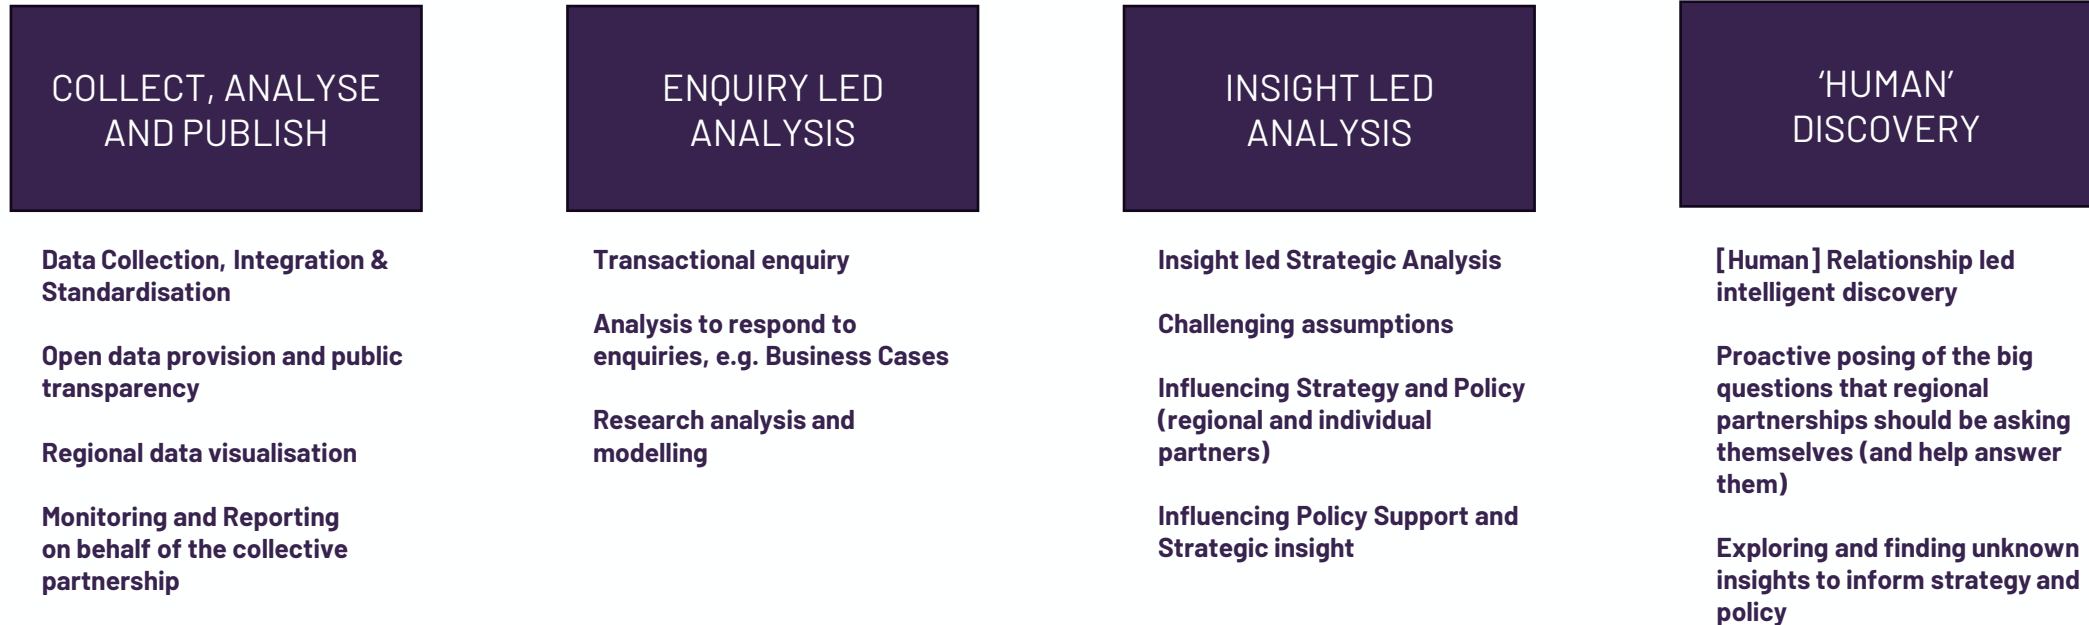 COLLECT, ANALYSE
AND PUBLISH
Data Collection, Integration &
Standardisation
Open data provision and public
transparency
Regional data visualisation
Monitoring and Reporting
on behalf of the collective
partnership
ENQUIRY LED
ANALYSIS
Transactional enquiry
Analysis to respond to
enquiries, e.g. Business Cases
Research analysis and
modelling
INSIGHT LED
ANALYSIS
Insight led Strategic Analysis
Challenging assumptions
Influencing Strategy and Policy
(regional and individual
partners)
Influencing Policy Support and
Strategic insight
‘HUMAN’
DISCOVERY
[Human] Relationship led
intelligent discovery
Proactive posing of the big
questions that regional
partnerships should be asking
themselves (and help answer
them)
Exploring and finding unknown
insights to inform strategy and
policy